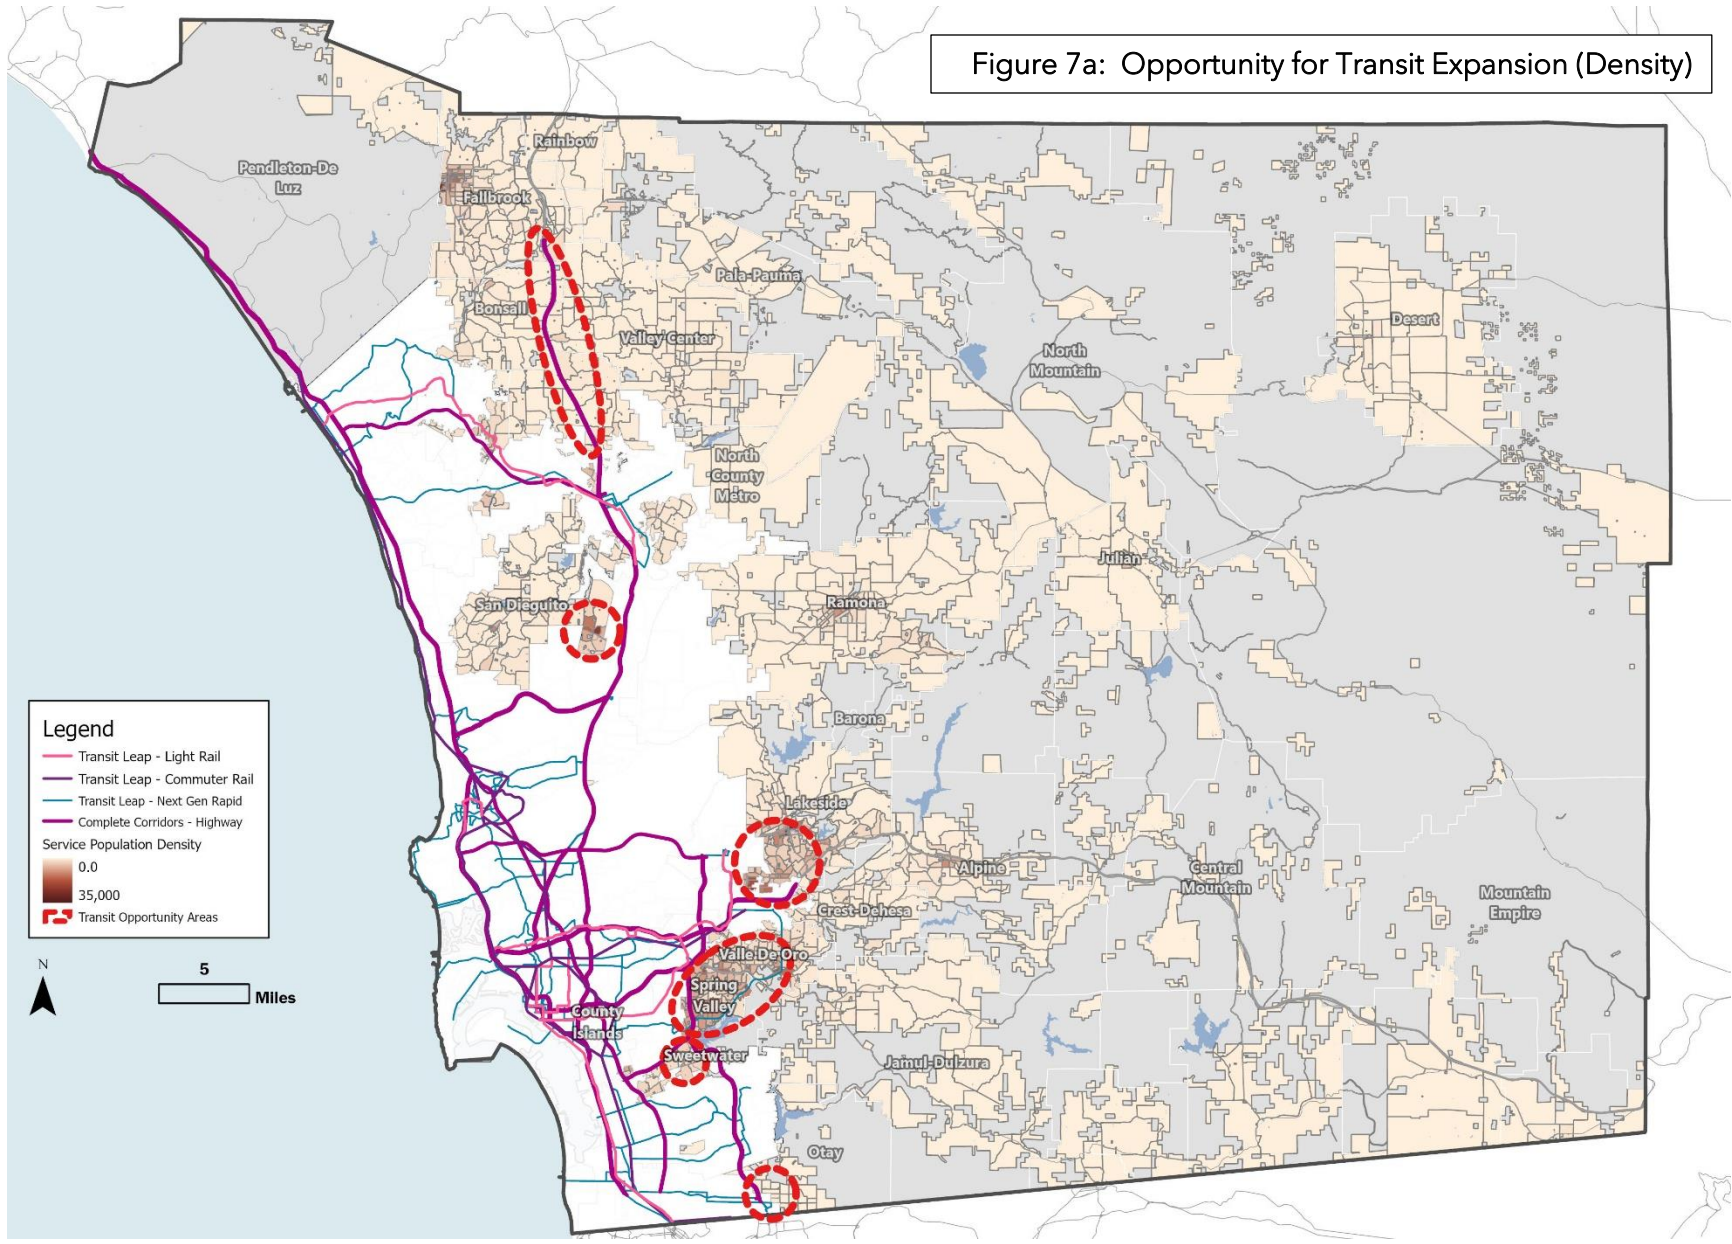 Figure 7a: Opportunity for Transit Expansion (Density)
Rainbow
Pendleton-De
Luz
Fallbrook
Pala-Pauma
Bonsall
Valley Center
Desert
North
Mountain
North
County
Metro
Julian
San Dieguito
Ramona
Barona
Lakeside
Alpine
Central
Mountain
Mountain
Empire
Crest-Dehesa
Valle De Oro
Spring
Valley
County
Islands
Sweetwater
Jamul-Dulzura
Otay
Legend
Transit Leap - Light Rail
Transit Leap - Commuter Rail
Transit Leap - Next Gen Rapid
Complete Corridors - Highway
Service Population Density
0.0
35,000
Transit Opportunity Areas
N
5
Miles